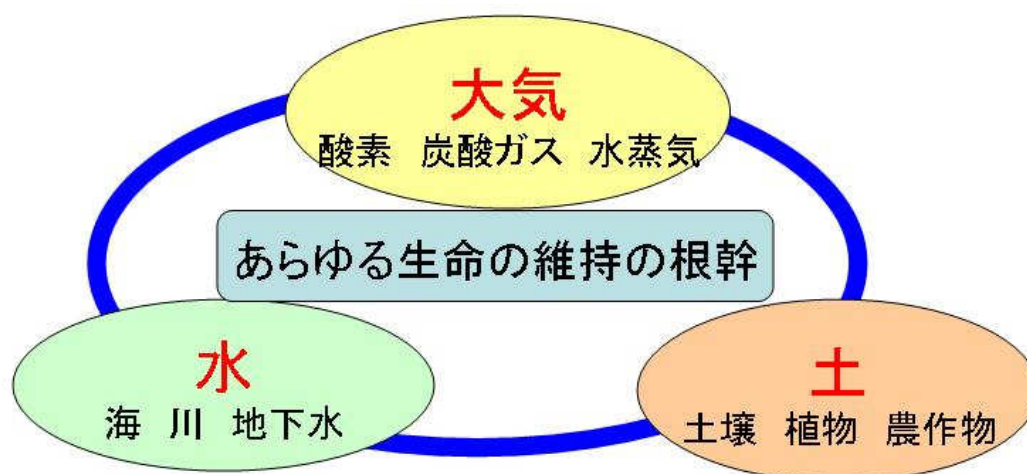 大気
酸素 炭酸ガス 水蒸気
あらゆる生命の維持の根幹
水
海 川 地下水
土
土壌 植物 農作物